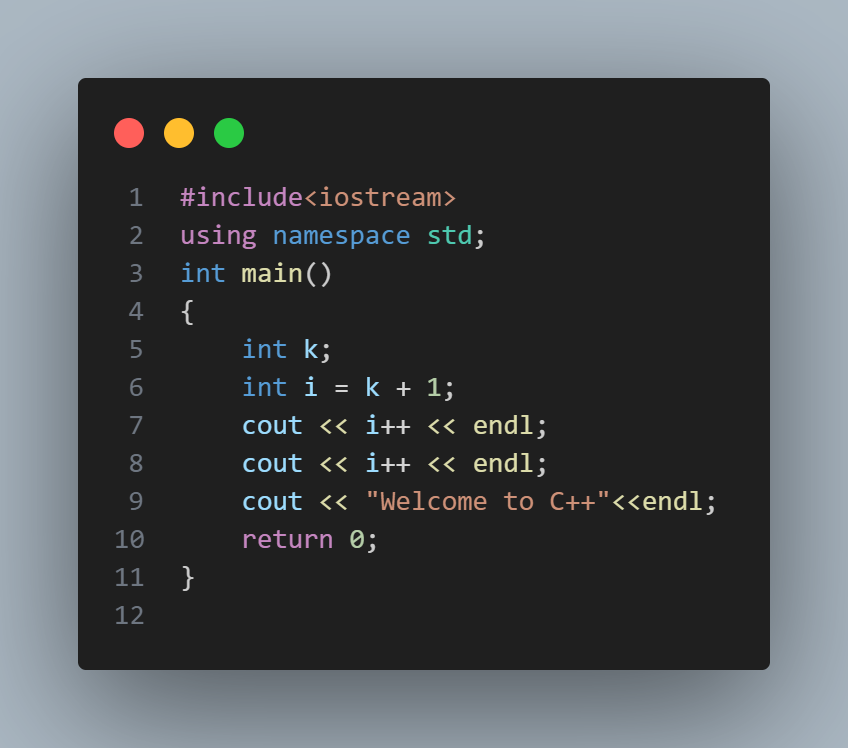 1 #include<iostream>
2 using namespace std;
3 int main()
4 {
5     int k;
6     int i = k + 1;
7     cout << i++ << endl;
8     cout << i++ << endl;
9     cout << "Welcome to C++"<<endl;
10     return 0;
11 }
12